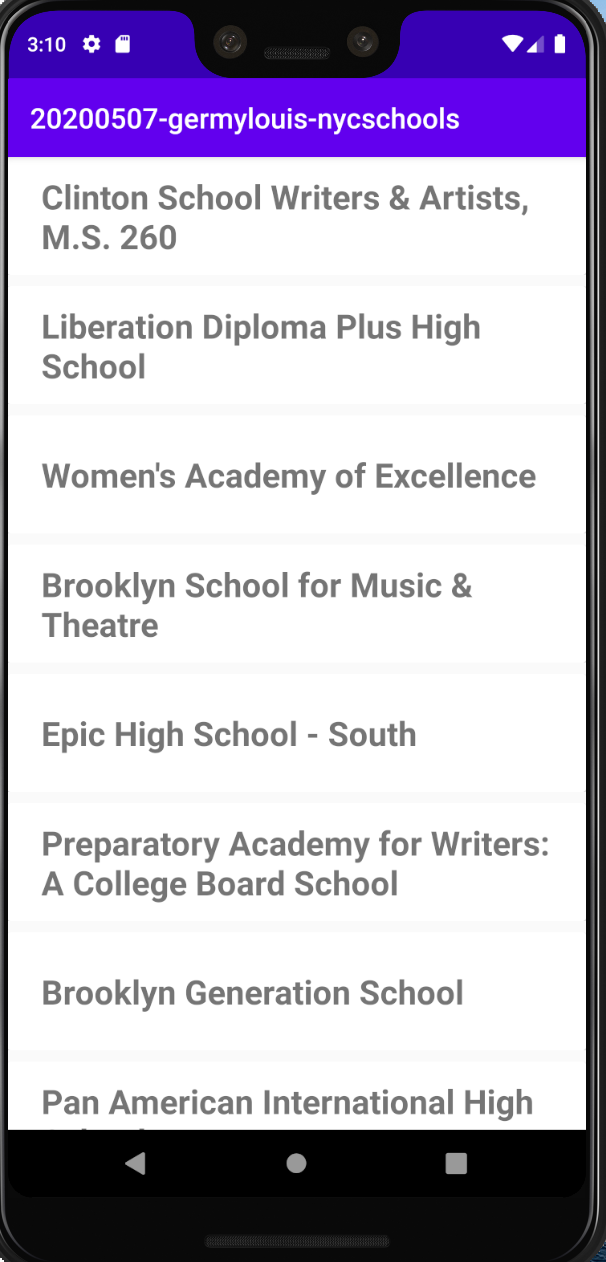 3:10
20200507-germylouis-nycschools
Clinton School Writers & Artists,
M.S. 260
Liberation Diploma Plus High
School
Women's Academy of Excellence
Brooklyn School for Music &
Theatre
Epic High School - South
Preparatory Academy for Writers:
A College Board School
Brooklyn Generation School
Pan American International High